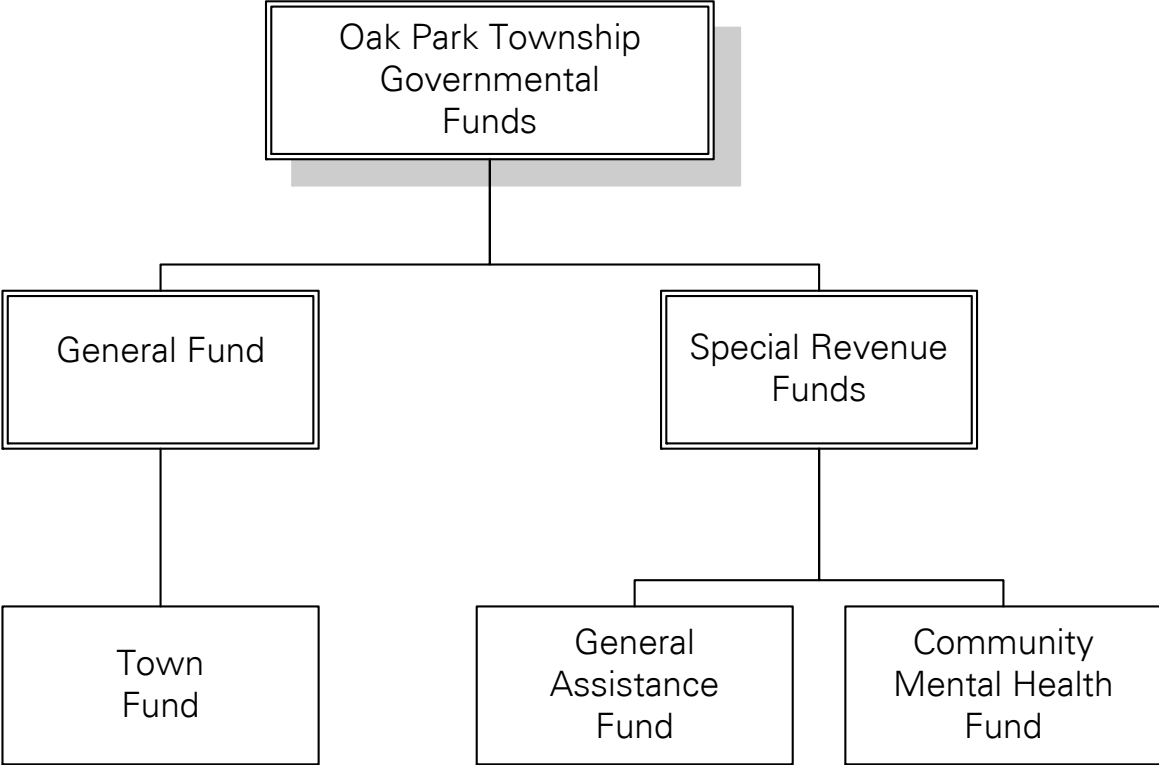 Oak Park Township
Governmental
Funds
General Fund
Special Revenue
Funds
Town
Fund
General
Assistance
Fund
Community
Mental Health
Fund